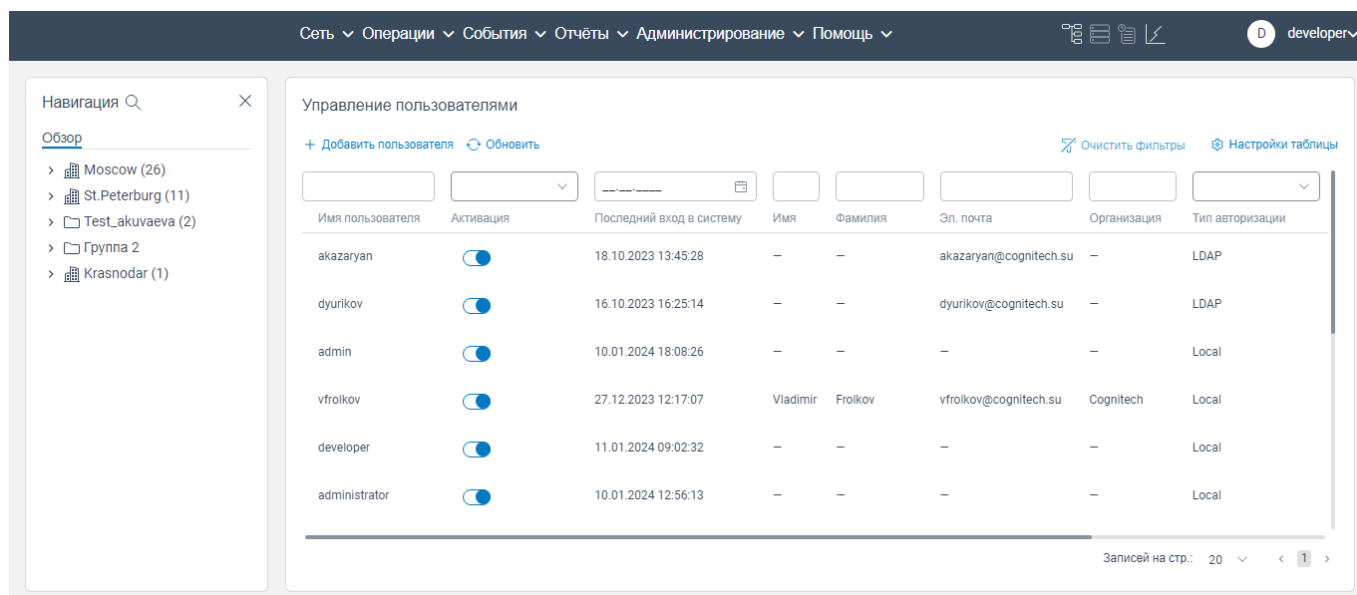 Сеть Операции События Отчёты Администрирование Помощь D developer
Навигация
Обзор
Moscow (26)
St.Peterburg (11)
Test_akuvaeva (2)
Группа 2
Krasnodar (1)
Управление пользователями
+ Добавить пользователя Обновить Очистить фильтры Настройки таблицы
__.__.____
Имя пользователя Активация Последний вход в систему Имя Фамилия Эл. почта Организация Тип авторизации
akazaryan 18.10.2023 13:45:28 – – akazaryan@cognitech.su – LDAP
dyurikov 16.10.2023 16:25:14 – – dyurikov@cognitech.su – LDAP
admin 10.01.2024 18:08:26 – – – – Local
vfrolkov 27.12.2023 12:17:07 Vladimir Frolkov vfrolkov@cognitech.su Cognitech Local
developer 11.01.2024 09:02:32 – – – – Local
administrator 10.01.2024 12:56:13 – – – – Local
Записей на стр.: 20 < 1 >